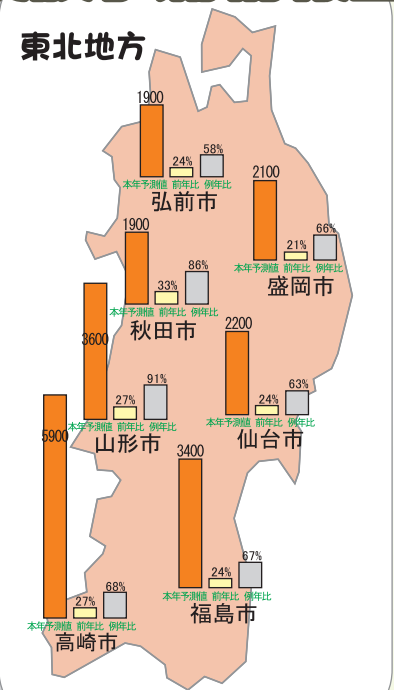 東北地方
1900
24%
58%
本年予測値 前年比 例年比
弘前市
2100
21%
66%
本年予測値 前年比 例年比
盛岡市
1900
33%
86%
本年予測値 前年比 例年比
秋田市
3600
27%
91%
本年予測値 前年比 例年比
山形市
2200
24%
63%
本年予測値 前年比 例年比
仙台市
5900
27%
68%
本年予測値 前年比 例年比
高崎市
3400
24%
67%
本年予測値 前年比 例年比
福島市